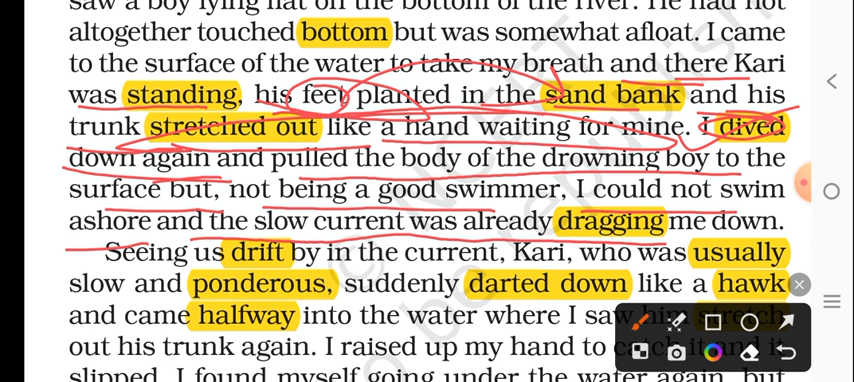 saw a boy lying flat on the bottom of the river. He had not
altogether touched bottom but was somewhat afloat. I came
to the surface of the water to take my breath and there Kari
was standing, his feet planted in the sand bank and his
trunk stretched out like a hand waiting for mine. I dived
down again and pulled the body of the drowning boy to the
surface but, not being a good swimmer, I could not swim
ashore and the slow current was already dragging me down.
Seeing us drift by in the current, Kari, who was usually
slow and ponderous, suddenly darted down like a hawk
and came halfway into the water where I saw him stretch
out his trunk again. I raised up my hand to catch it and it
slipped. I found myself going under the water again, but